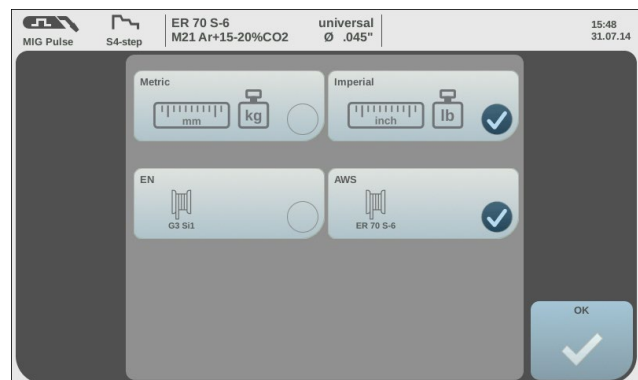 MIG Pulse
S4-step
ER 70 S-6 universal
M21 Ar+15-20%CO2 Ø .045"
15:48
31.07.14
Metric
mm
kg
Imperial
inch
lb
EN
G3 Si1
AWS
ER 70 S-6
OK